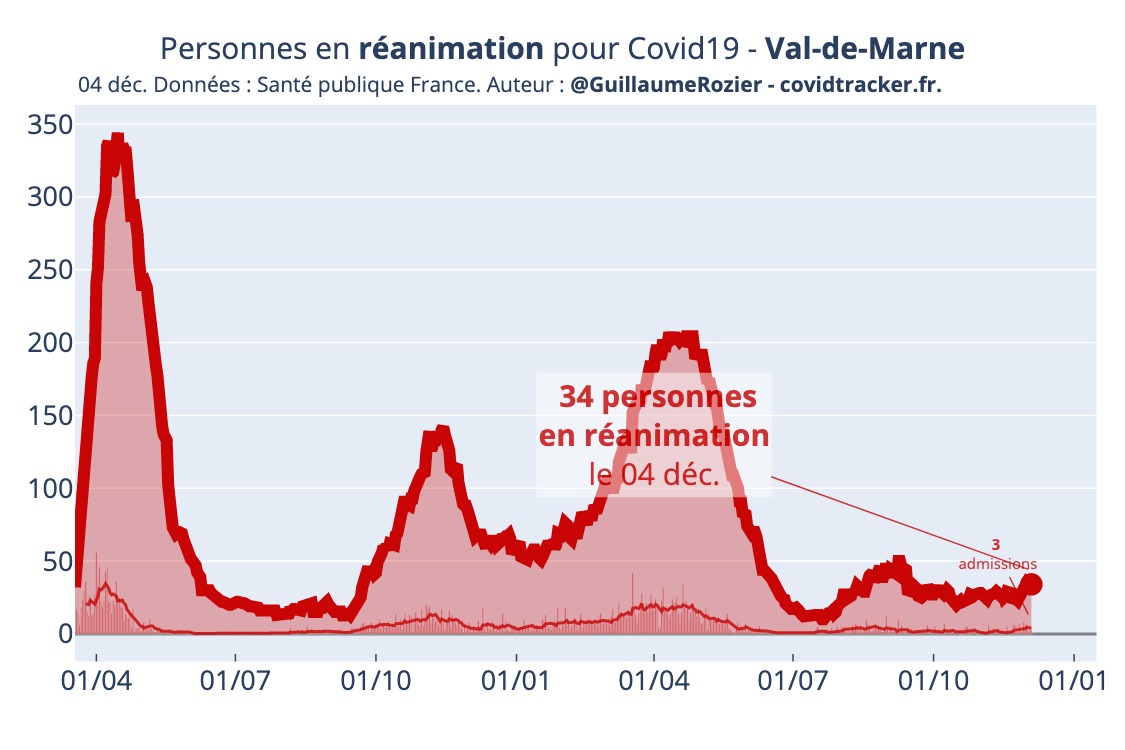 Personnes en réanimation pour Covid19 - Val-de-Marne
04 déc. Données : Santé publique France. Auteur : @GuillaumeRozier - covidtracker.fr.
350
300
250
200
150
100
50
0
34 personnes
en réanimation
le 04 déc.
3
admissions
01/04 01/07 01/10 01/01 01/04 01/07 01/10 01/01